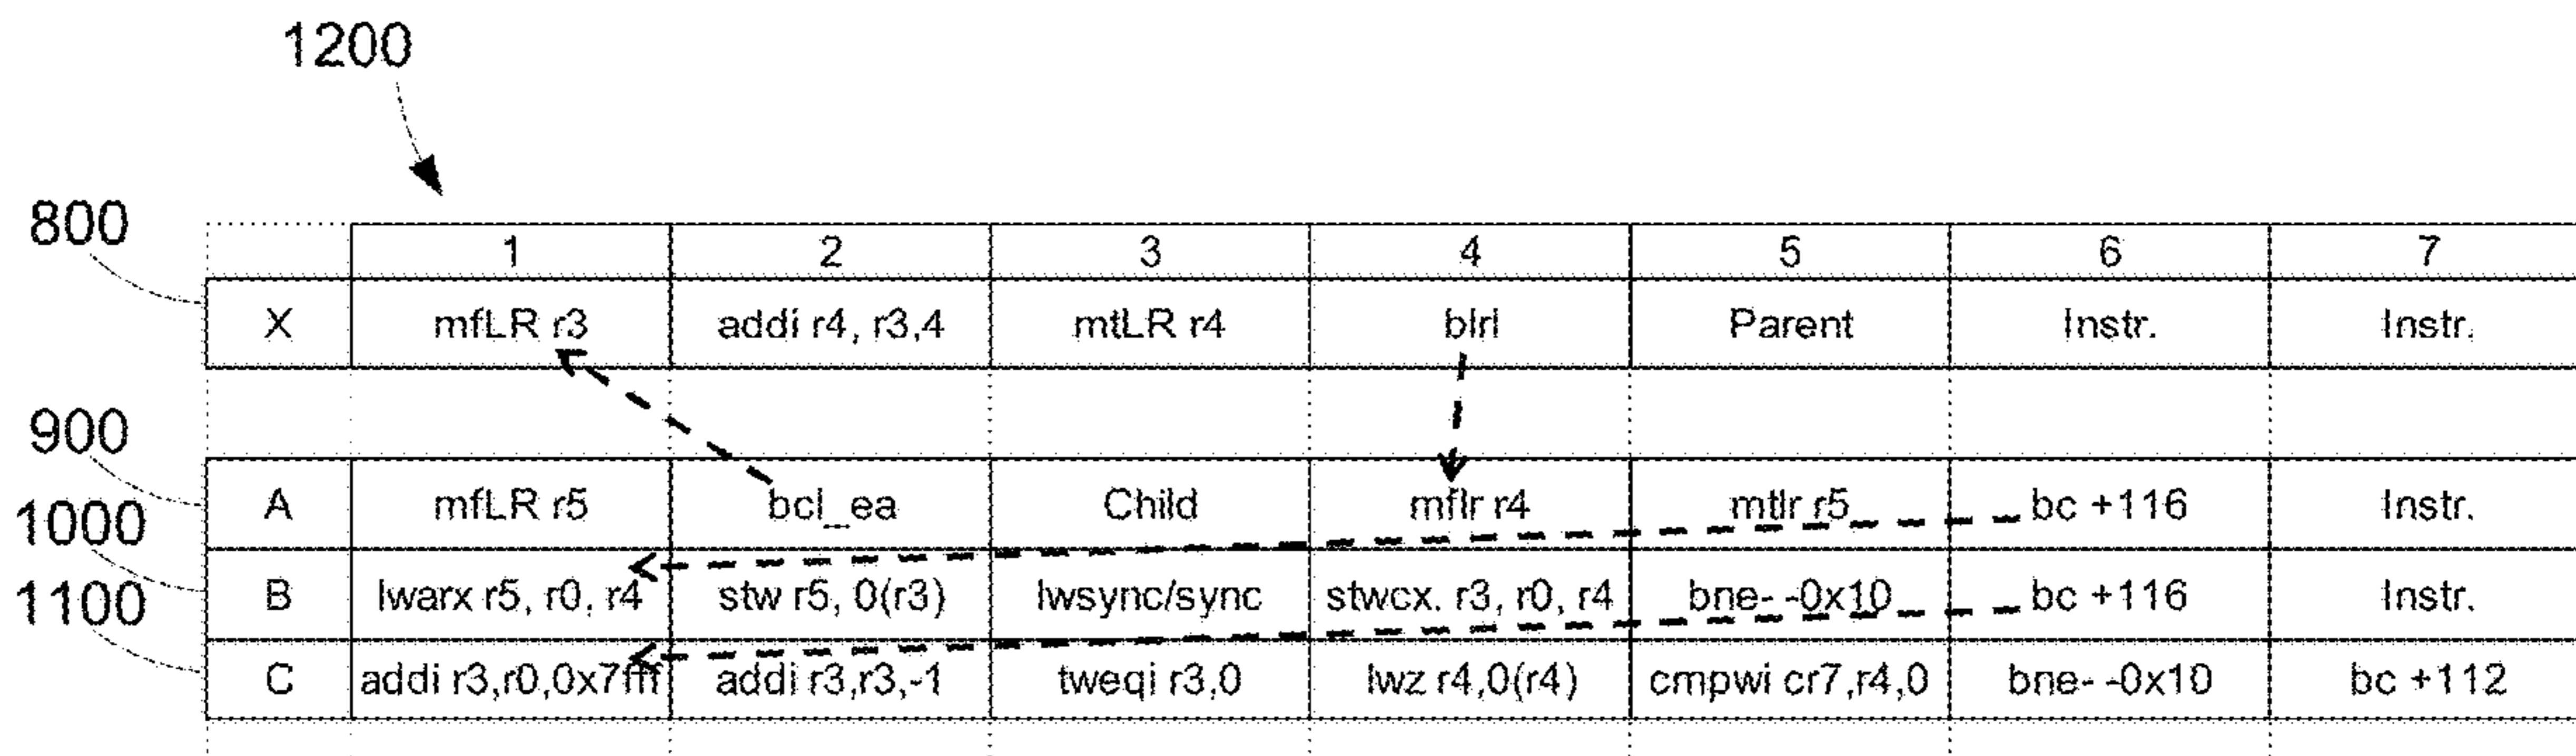 1200
800
1 2 3 4 5 6 7
X mfLR r3 addi r4, r3,4 mtLR r4 blrl Parent Instr. Instr.
900
A mfLR r5 bcl_ea Child mflr r4 mtlr r5 bc +116 Instr.
1000
B lwarx r5, r0, r4 stw r5, 0(r3) lwsync/sync stwcx. r3, r0, r4 bne- -0x10 bc +116 Instr.
1100
C addi r3,r0,0x7fff addi r3,r3,-1 tweqi r3,0 lwz r4,0(r4) cmpwi cr7,r4,0 bne- -0x10 bc +112